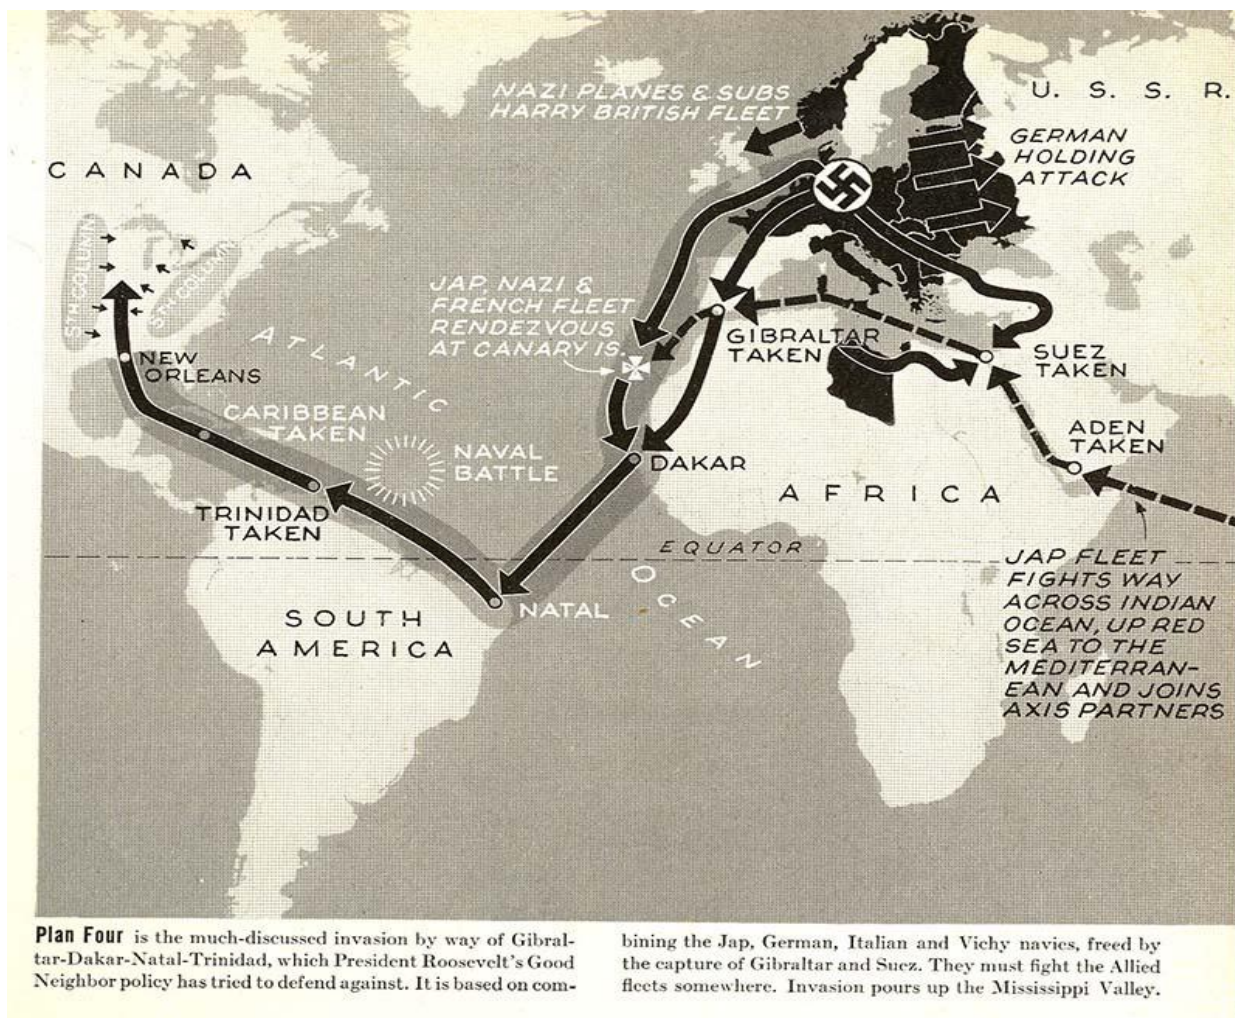 NAZI PLANES & SUBS
HARRY BRITISH FLEET
U. S. S. R.
GERMAN
HOLDING
ATTACK
CANADA
5TH COLUMN
5TH COLUMN
JAP, NAZI &
FRENCH FLEET
RENDEZVOUS
AT CANARY IS.
ATLANTIC
GIBRALTAR
TAKEN
SUEZ
TAKEN
NEW
ORLEANS
CARIBBEAN
TAKEN
NAVAL
BATTLE
DAKAR
ADEN
TAKEN
AFRICA
TRINIDAD
TAKEN
EQUATOR
OCEAN
NATAL
SOUTH
AMERICA
JAP FLEET
FIGHTS WAY
ACROSS INDIAN
OCEAN, UP RED
SEA TO THE
MEDITERRAN-
EAN AND JOINS
AXIS PARTNERS
Plan Four is the much-discussed invasion by way of Gibral-
tar-Dakar-Natal-Trinidad, which President Roosevelt's Good
Neighbor policy has tried to defend against. It is based on com-
bining the Jap, German, Italian and Vichy navies, freed by
the capture of Gibraltar and Suez. They must fight the Allied
fleets somewhere. Invasion pours up the Mississippi Valley.